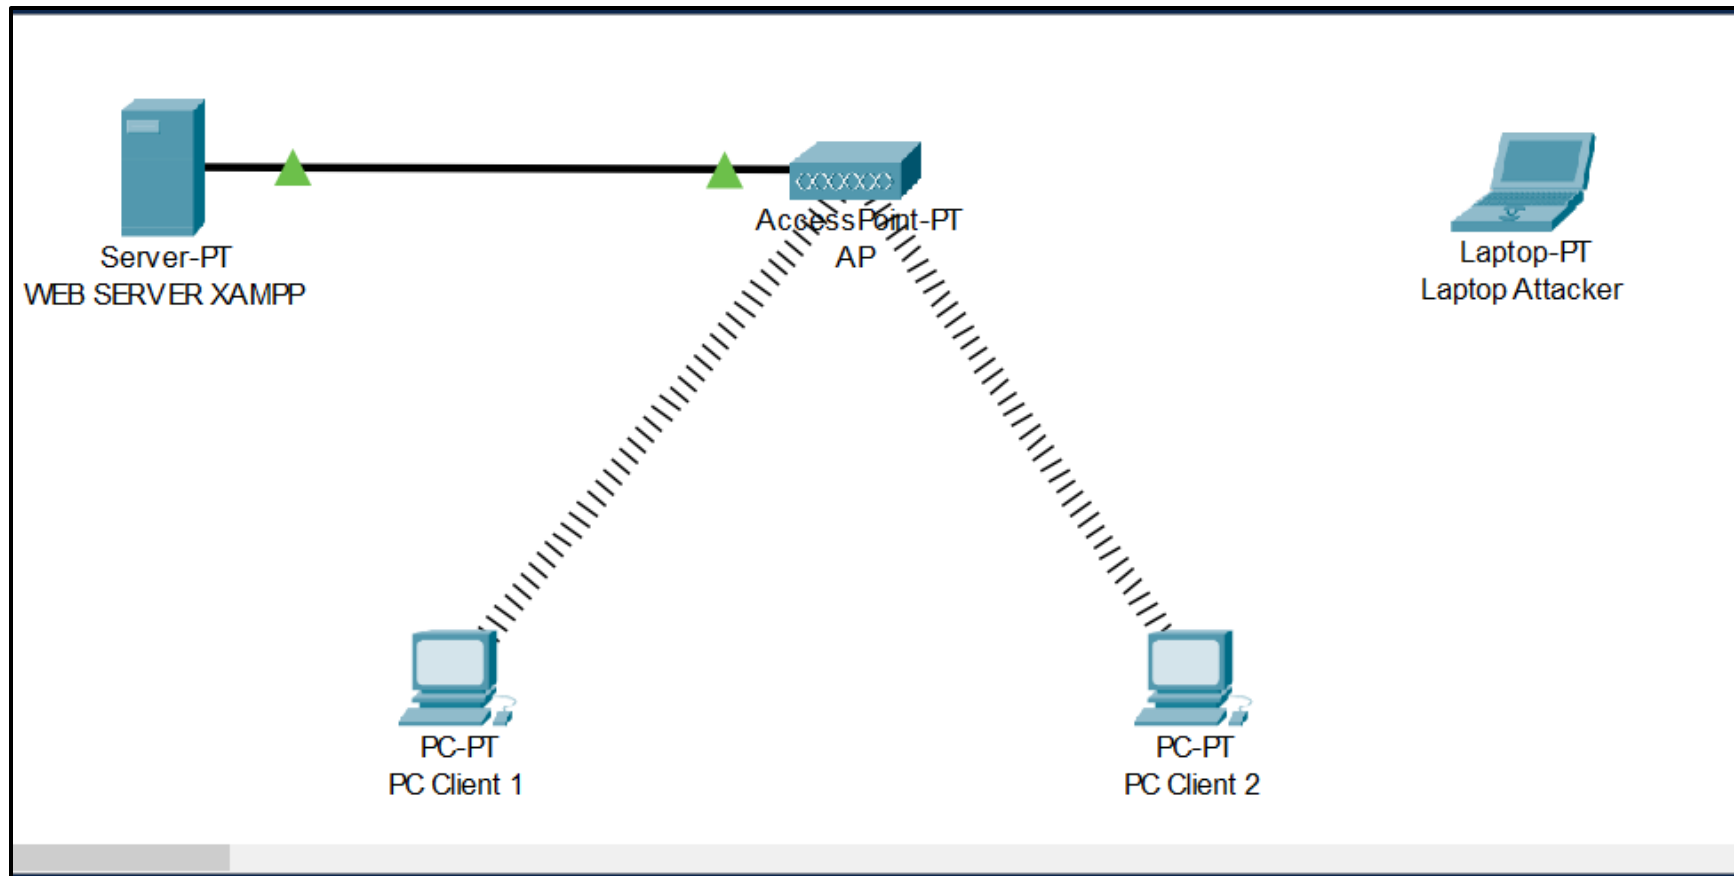 Server-PT
WEB SERVER XAMPP
AccessPoint-PT
AP
Laptop-PT
Laptop Attacker
PC-PT
PC Client 1
PC-PT
PC Client 2